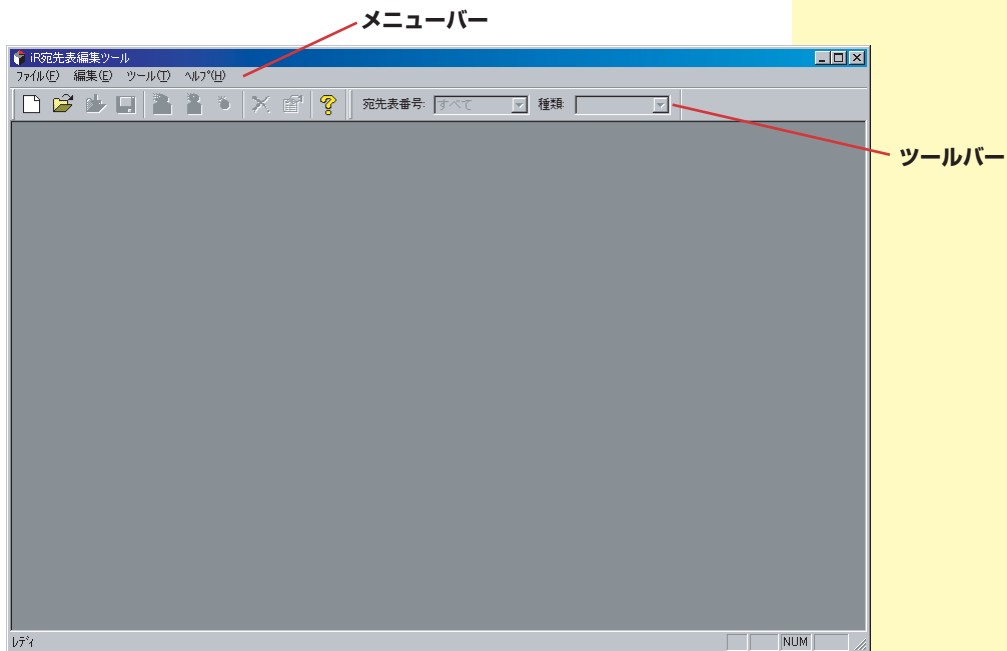 メニューバー
iR宛先表編集ツール
ﾌｧｲﾙ(F) 編集(E) ツール(T) ﾍﾙﾌﾟ(H)
宛先表番号: すべて 種類:
ツールバー
ﾚﾃﾞｨ NUM